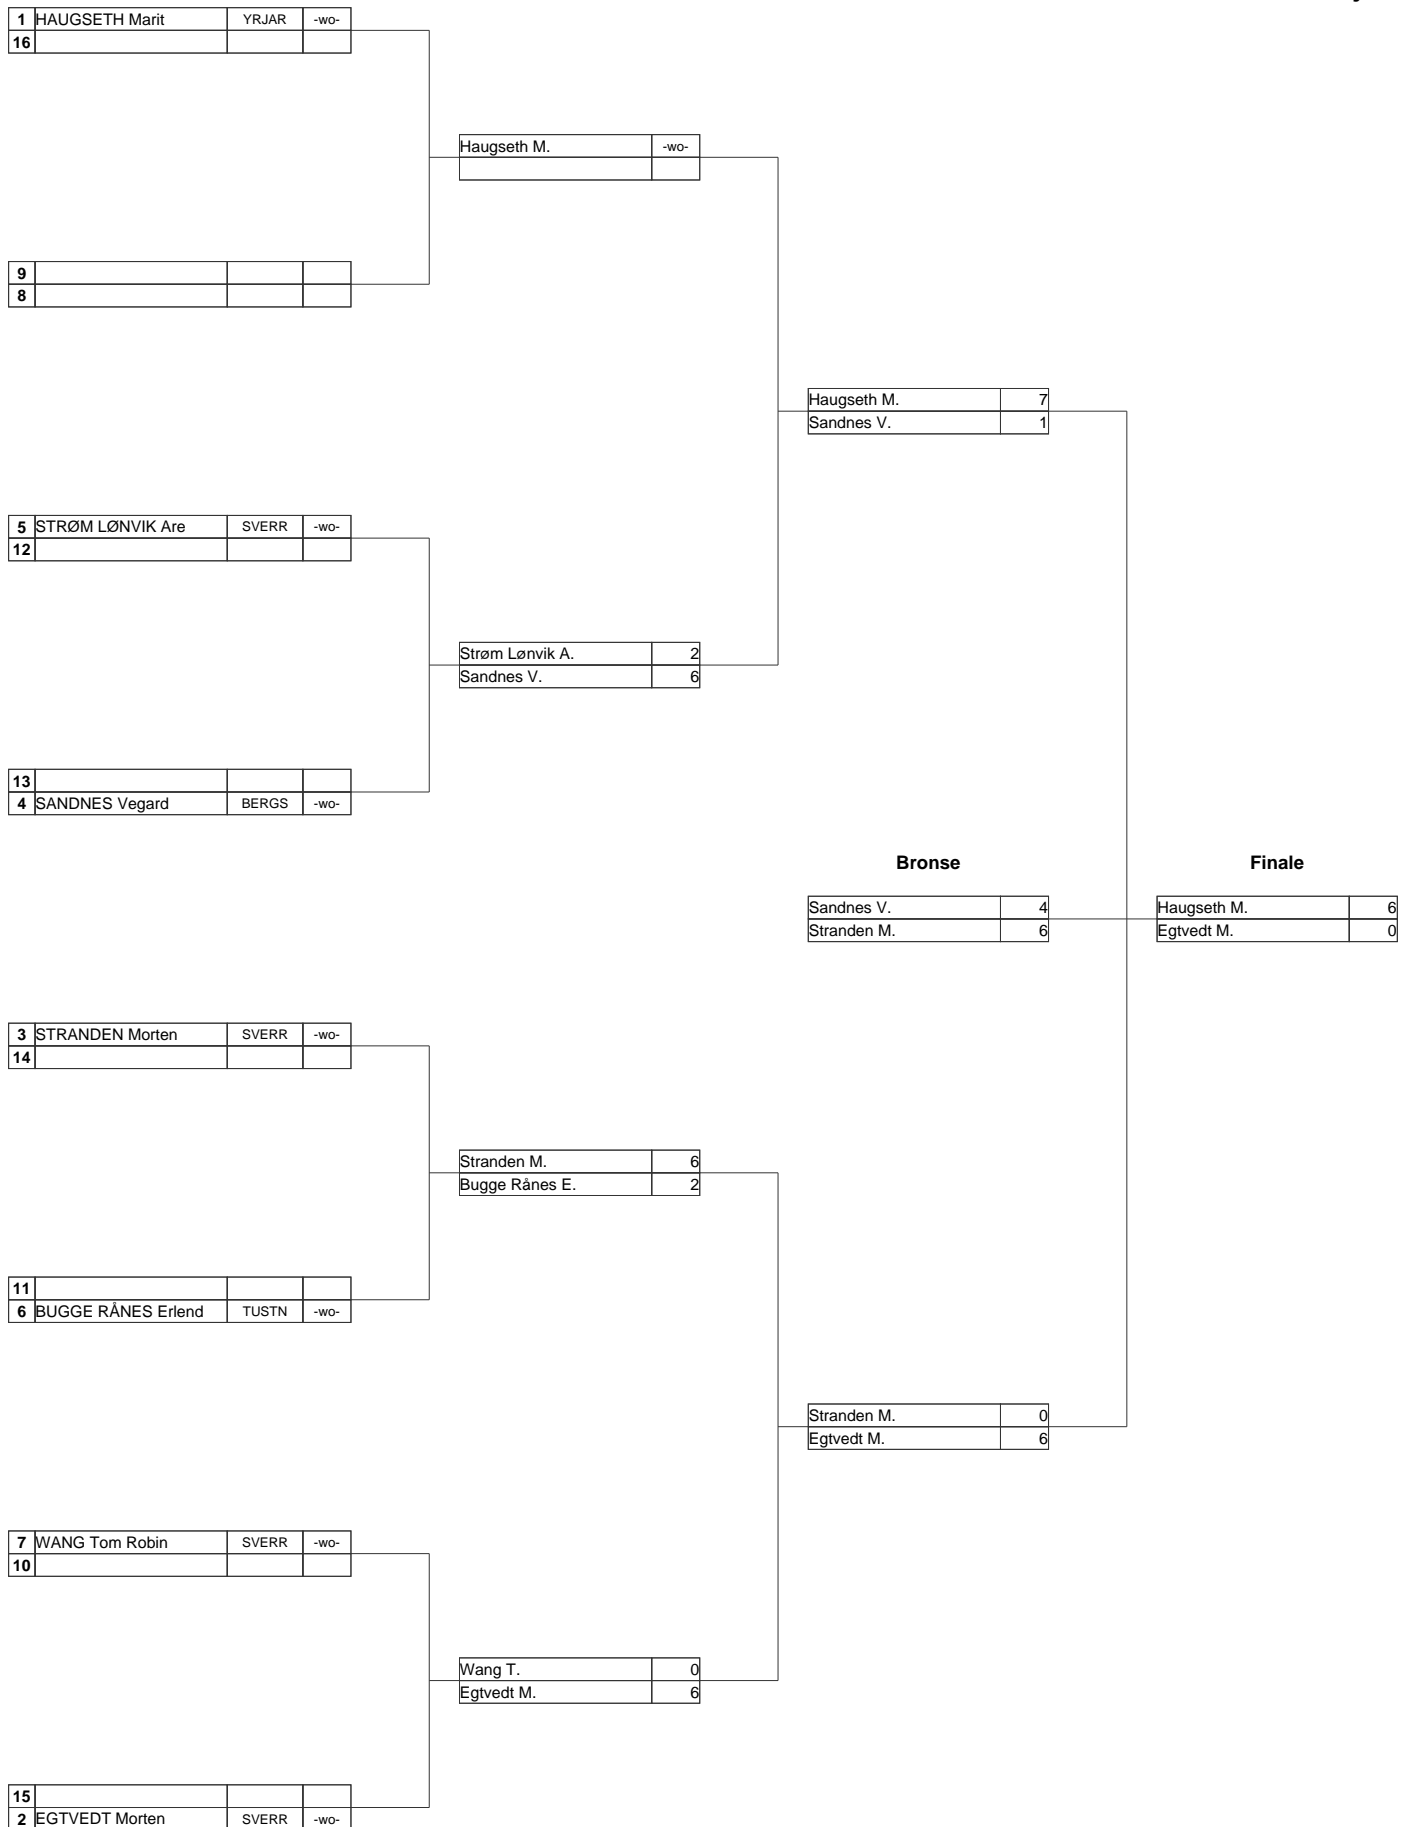 1 HAUGSETH Marit YRJAR -wo-
16
Haugseth M. -wo-
9
8
Haugseth M. 7
Sandnes V. 1
5 STRØM LØNVIK Are SVERR -wo-
12
Strøm Lønvik A. 2
Sandnes V. 6
13
4 SANDNES Vegard BERGS -wo-
Bronse Finale
Sandnes V. 4 Haugseth M. 6
Stranden M. 6 Egtvedt M. 0
3 STRANDEN Morten SVERR -wo-
14
Stranden M. 6
Bugge Rånes E. 2
11
6 BUGGE RÅNES Erlend TUSTN -wo-
Stranden M. 0
Egtvedt M. 6
7 WANG Tom Robin SVERR -wo-
10
Wang T. 0
Egtvedt M. 6
15
2 EGTVEDT Morten SVERR -wo-